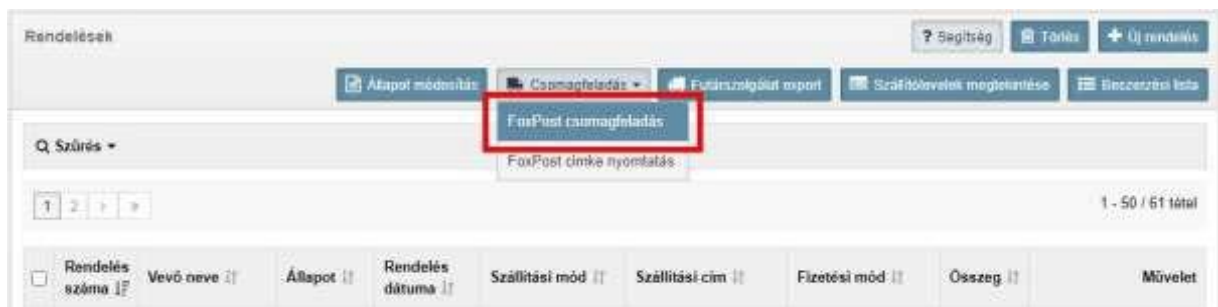 Rendelések ? Segítség Törlés + Új rendelés
Állapot módosítás Csomagfeladás Futárszolgálat export Szállítólevelek megtekintése Beszerzési lista
FoxPost csomagfeladás
Szűrés
FoxPost címke nyomtatás
1 2 › » 1 - 50 / 61 tétel
Rendelés száma Vevő neve Állapot Rendelés dátuma Szállítási mód Szállítási cím Fizetési mód Összeg Művelet